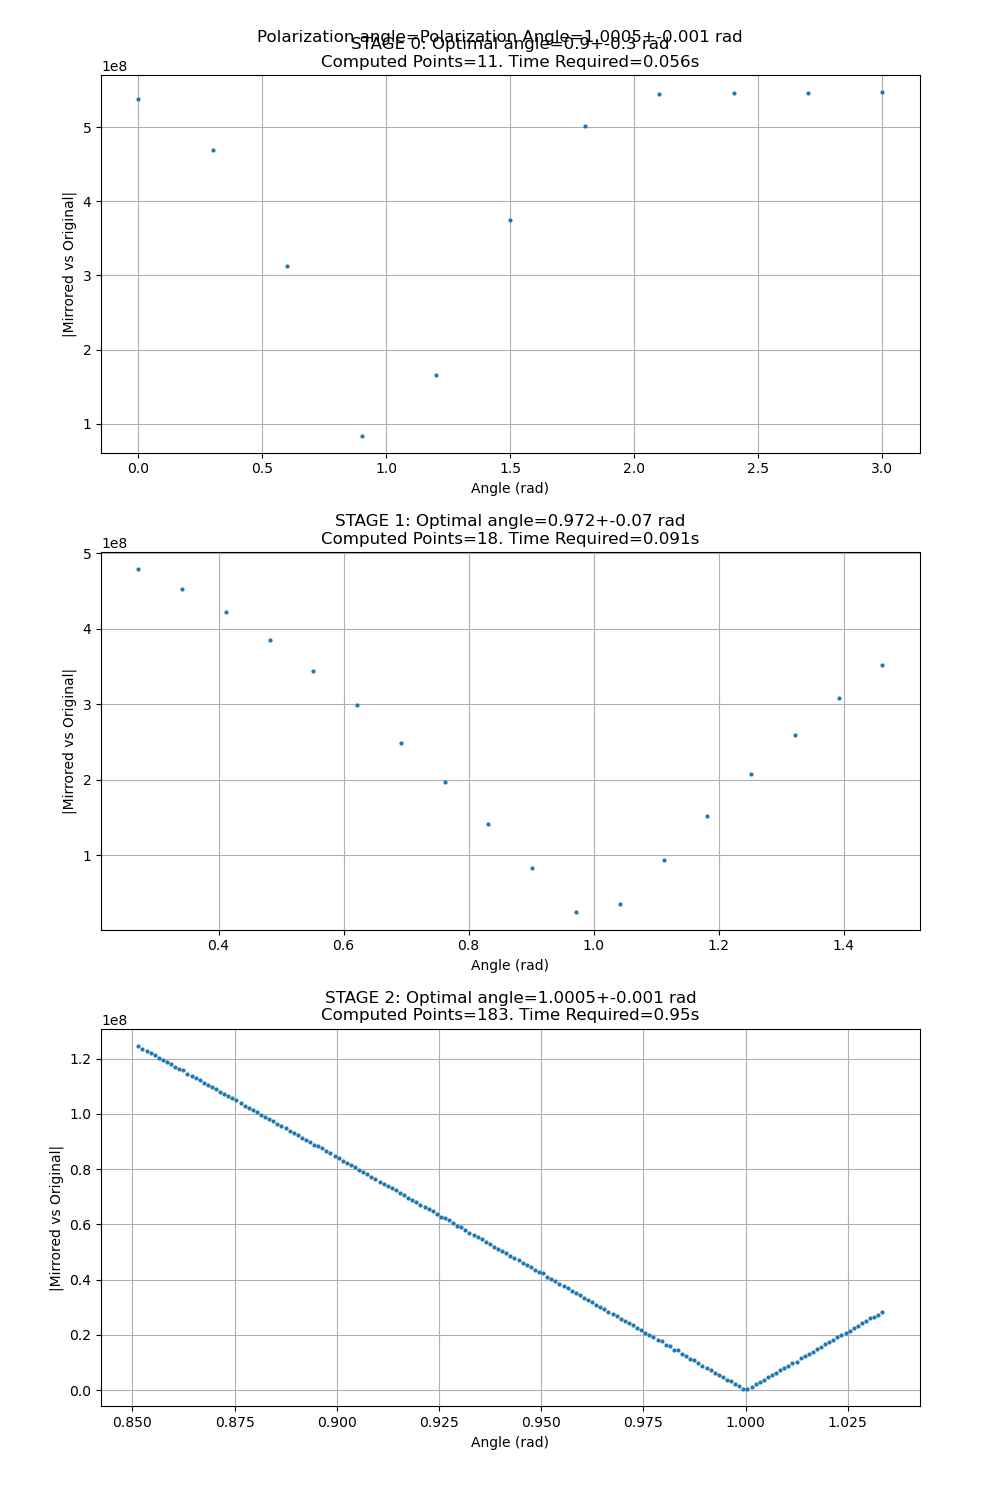 Polarization angle=Polarization Angle=1.0005+-0.001 rad
STAGE 0: Optimal angle=0.9+-0.3 rad
Computed Points=11. Time Required=0.056s
1e8
5
4
3
2
1
|Mirrored vs Original|
0.0 0.5 1.0 1.5 2.0 2.5 3.0
Angle (rad)
STAGE 1: Optimal angle=0.972+-0.07 rad
Computed Points=18. Time Required=0.091s
1e8
5
4
3
2
1
|Mirrored vs Original|
0.4 0.6 0.8 1.0 1.2 1.4
Angle (rad)
STAGE 2: Optimal angle=1.0005+-0.001 rad
Computed Points=183. Time Required=0.95s
1e8
1.2
1.0
0.8
0.6
0.4
0.2
0.0
|Mirrored vs Original|
0.850 0.875 0.900 0.925 0.950 0.975 1.000 1.025
Angle (rad)